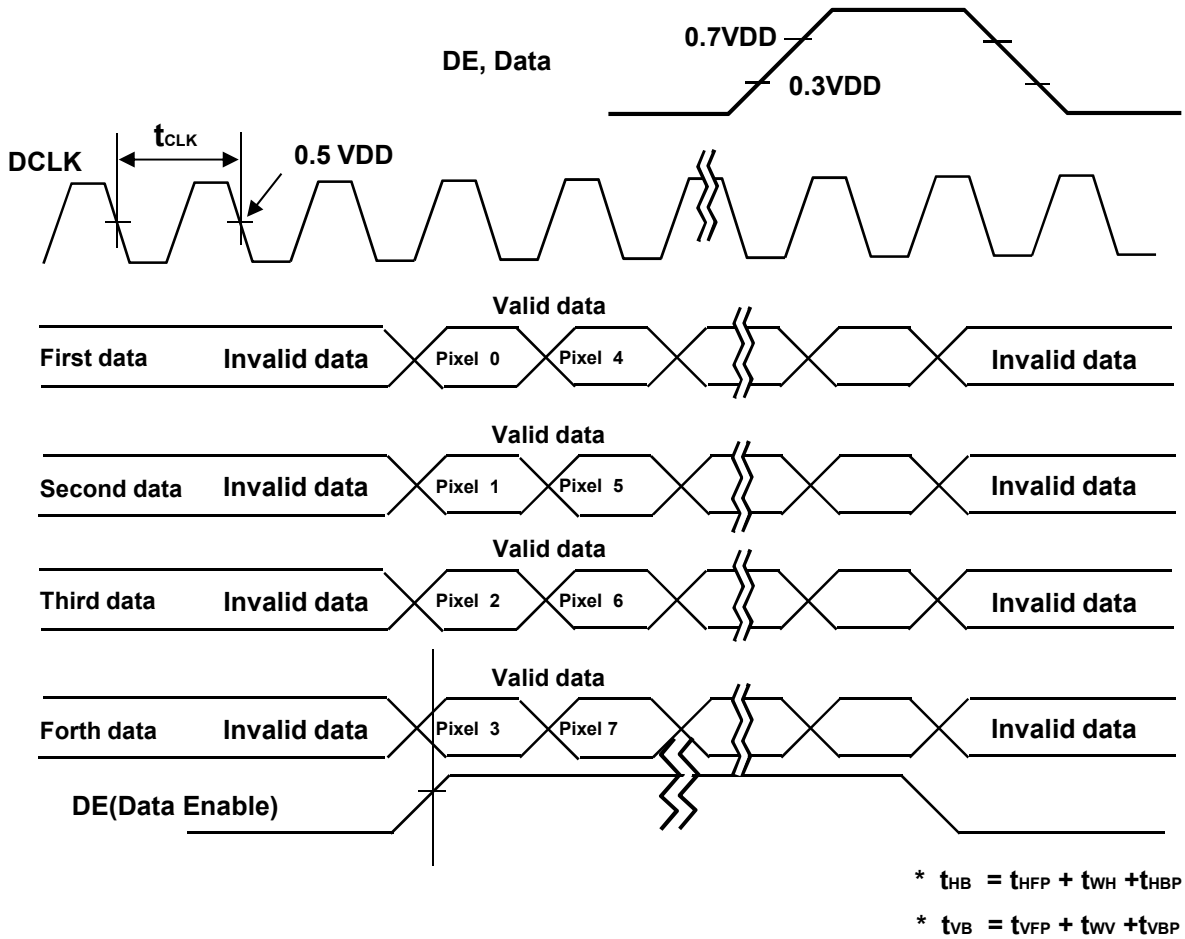 DE, Data
0.7VDD
0.3VDD
DCLK
tCLK
0.5 VDD
Valid data
First data Invalid data Pixel 0 Pixel 4 Invalid data
Valid data
Second data Invalid data Pixel 1 Pixel 5 Invalid data
Valid data
Third data Invalid data Pixel 2 Pixel 6 Invalid data
Valid data
Forth data Invalid data Pixel 3 Pixel 7 Invalid data
DE(Data Enable)
* tHB = tHFP + tWH +tHBP
* tVB = tVFP + tWV +tVBP